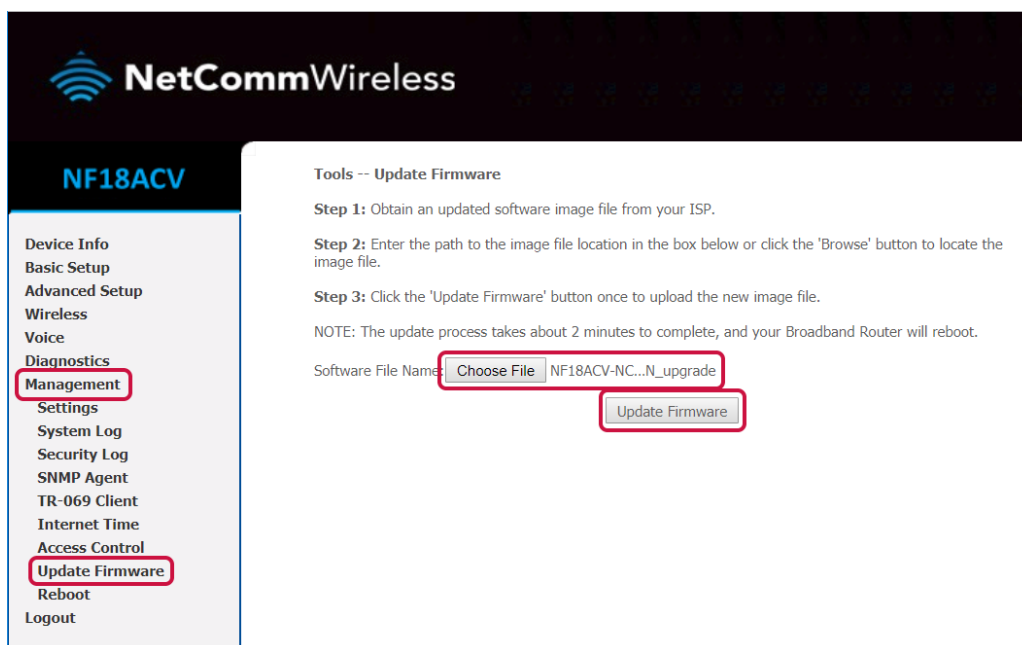 NetCommWireless
NF18ACV
Device Info
Basic Setup
Advanced Setup
Wireless
Voice
Diagnostics
Management
Settings
System Log
Security Log
SNMP Agent
TR-069 Client
Internet Time
Access Control
Update Firmware
Reboot
Logout
Tools -- Update Firmware
Step 1: Obtain an updated software image file from your ISP.
Step 2: Enter the path to the image file location in the box below or click the 'Browse' button to locate the
image file.
Step 3: Click the 'Update Firmware' button once to upload the new image file.
NOTE: The update process takes about 2 minutes to complete, and your Broadband Router will reboot.
Software File Name: Choose File NF18ACV-NC...N_upgrade
Update Firmware